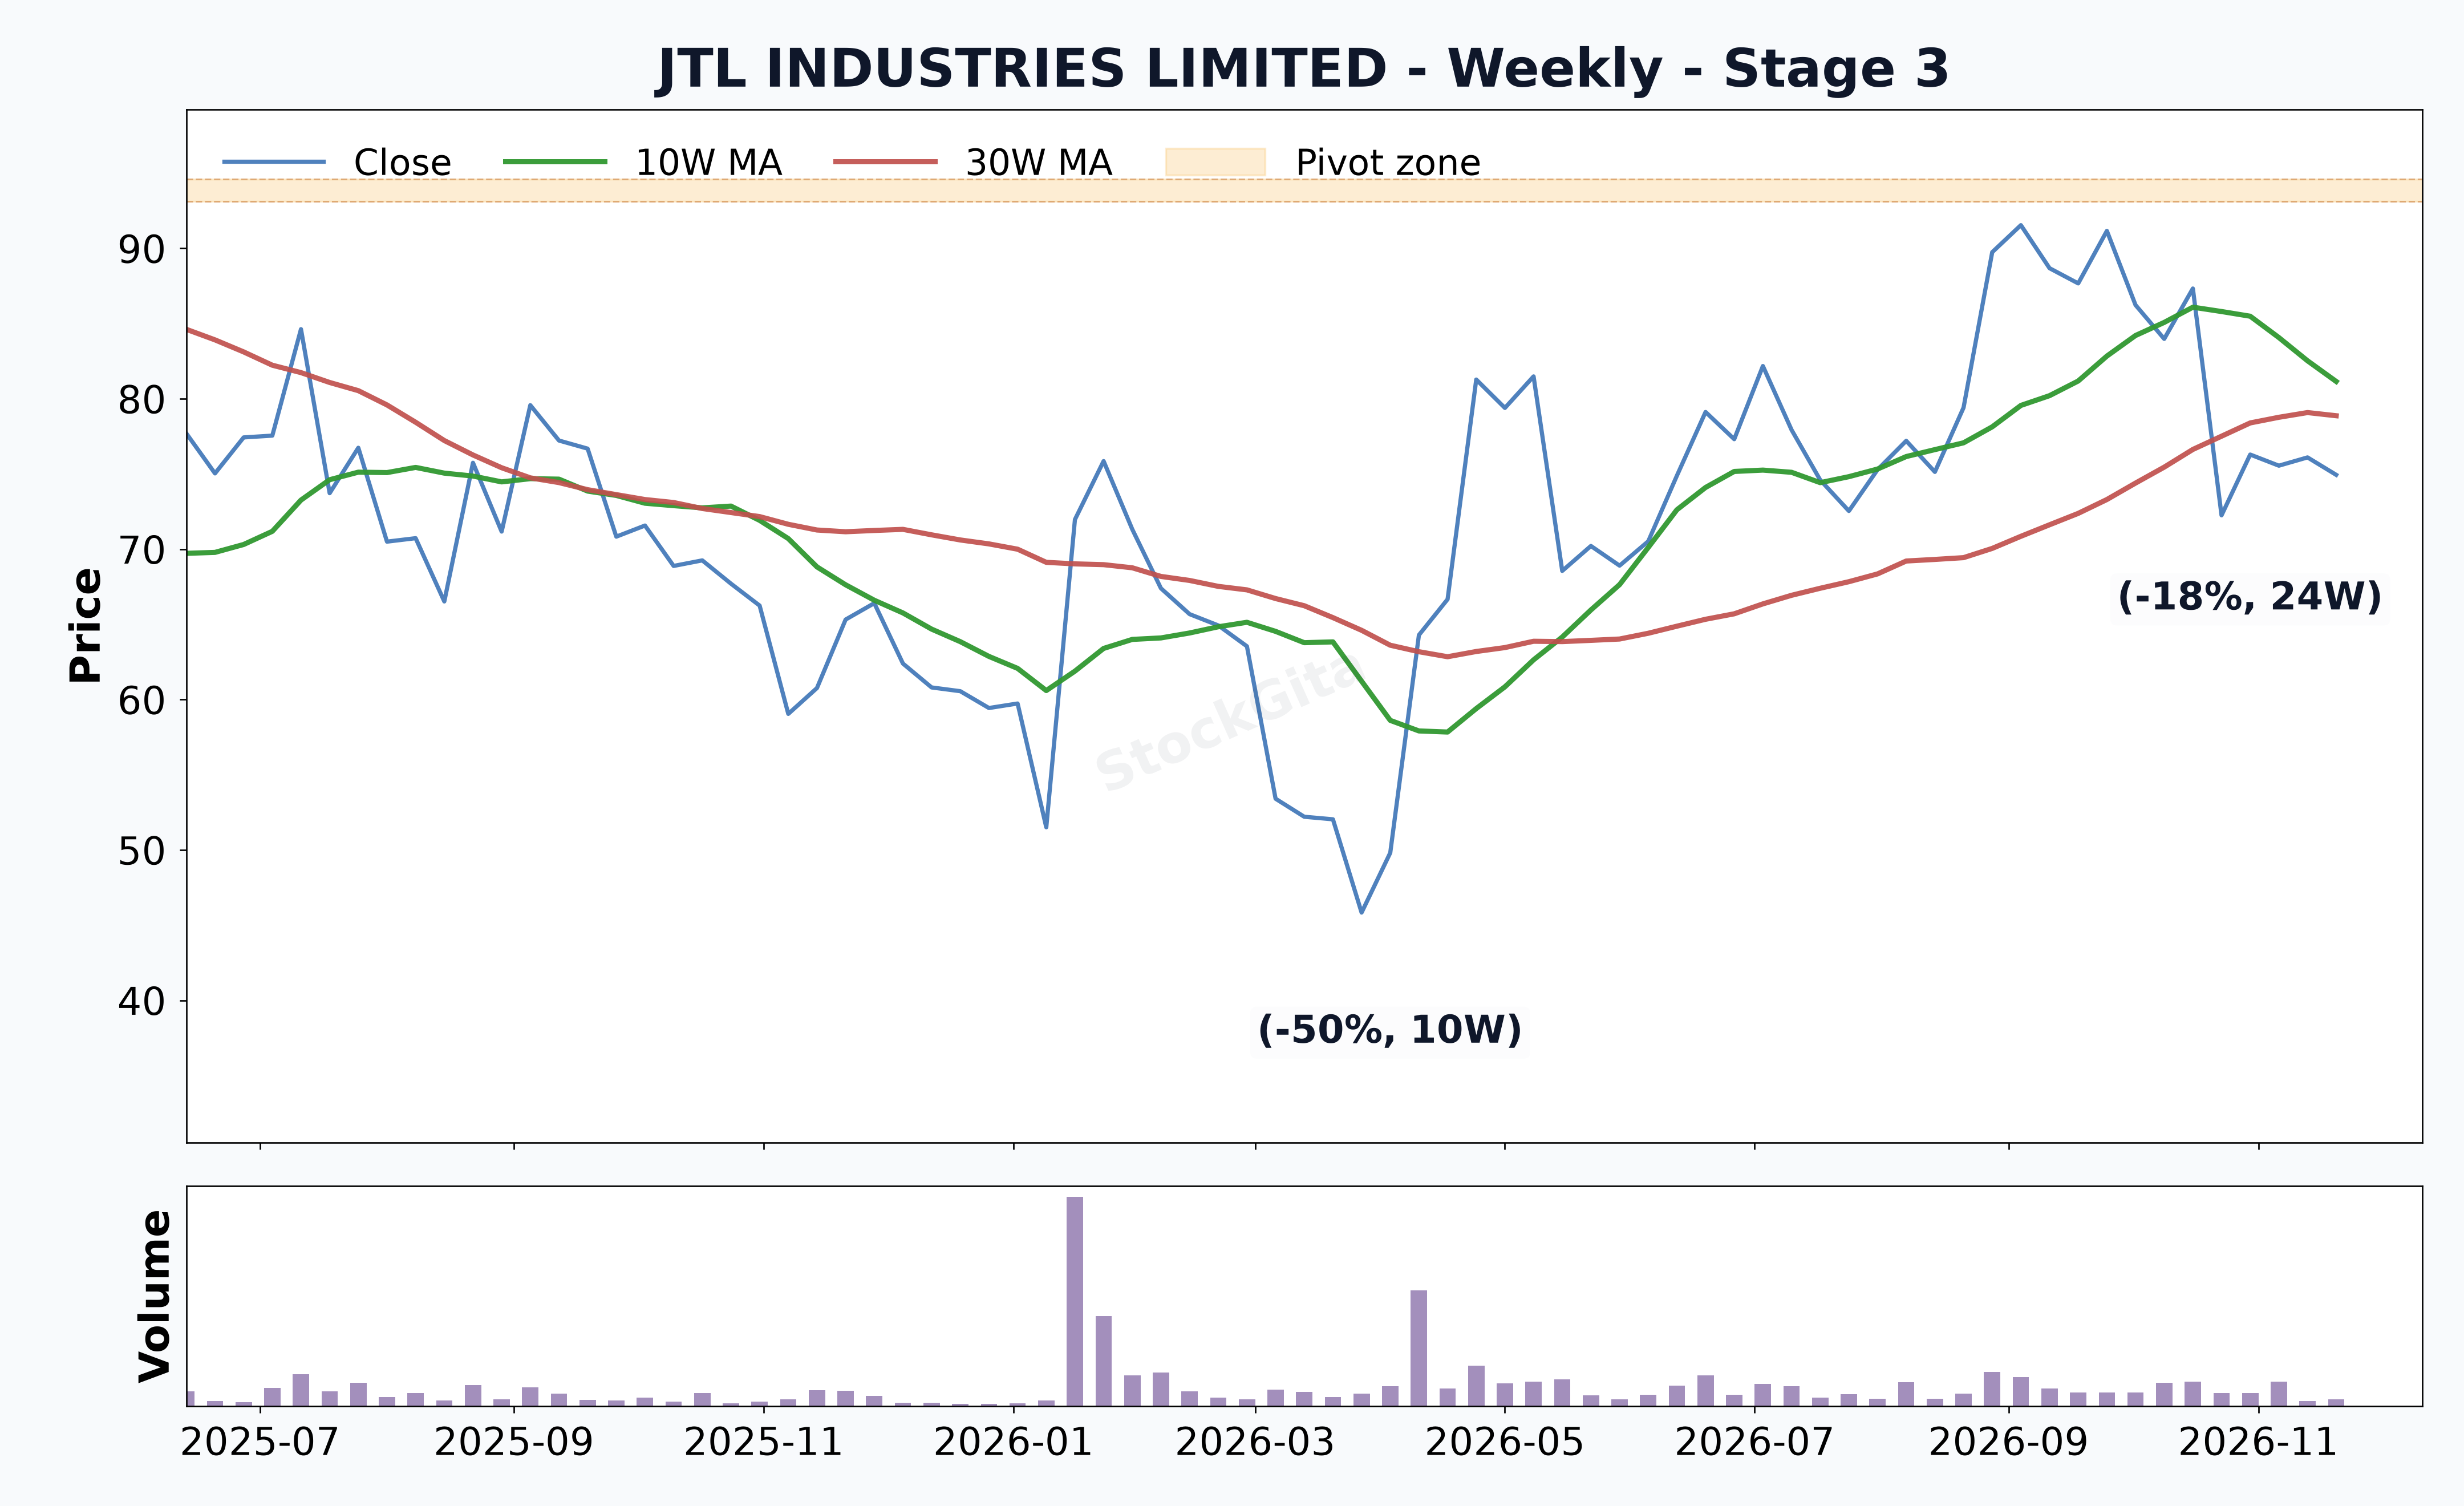 JTL INDUSTRIES LIMITED - Weekly - Stage 3
Close 10W MA 30W MA Pivot zone
90
80
70
60
50
40
Price
(-18%, 24W)
StockGita
(-50%, 10W)
Volume
2025-07 2025-09 2025-11 2026-01 2026-03 2026-05 2026-07 2026-09 2026-11